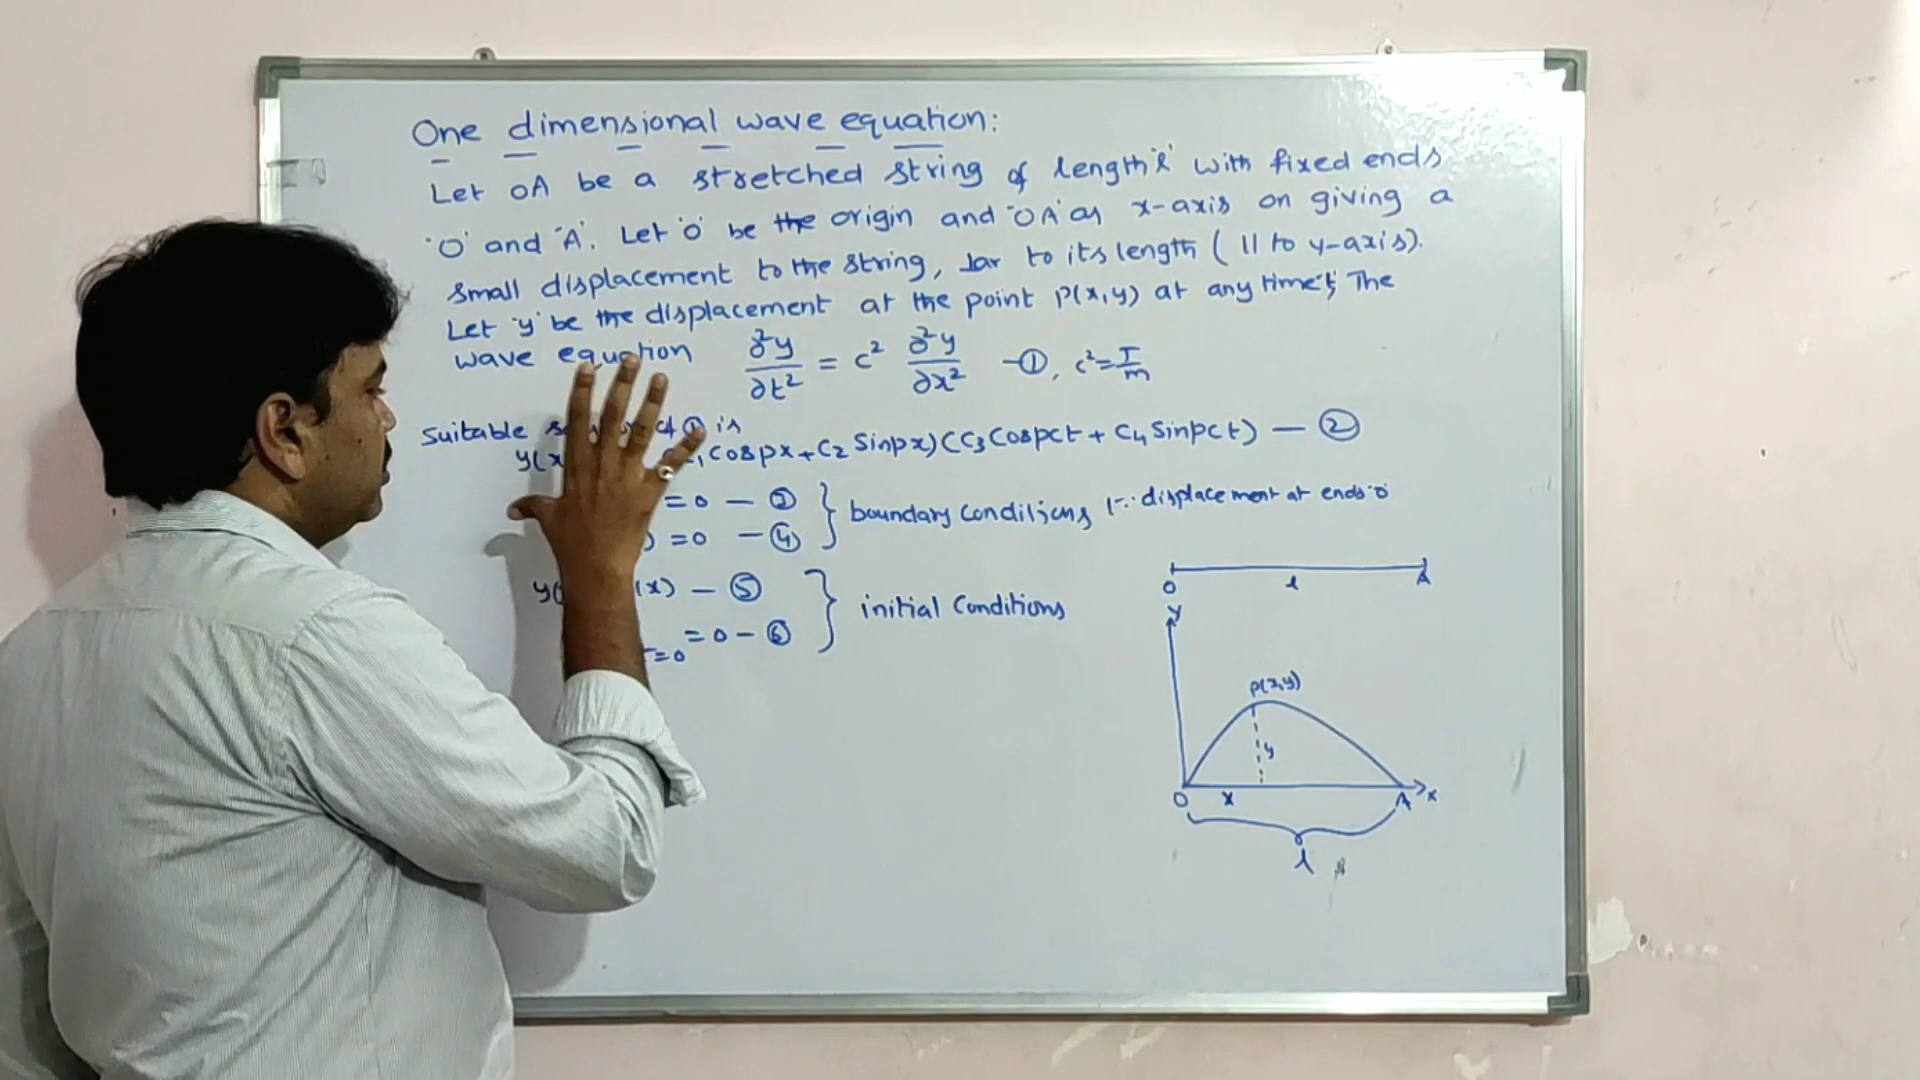 One dimensional wave equation:
Let OA be a stretched string of length 'l' with fixed ends
'O' and 'A'. Let 'O' be the origin and 'OA' as x-axis on giving a
small displacement to the string, ⊥ar to its length ( || to y-axis).
Let 'y' be the displacement at the point P(x,y) at any time 't'. The
wave equation ∂²y/∂t² = c² ∂²y/∂x² —①, c²=T/m
Suitable ① is
y(x cospx+C2 Sinpx)(C3 Cospct + C4 Sinpct) — ②
=0 — ③
boundary conditions (∵ displacement at ends 'O'
) =0 — ④
y( (x) — ⑤
initial Conditions
=0 — ⑥
t=0
O l A
y
P(x,y)
y
O x A x
l